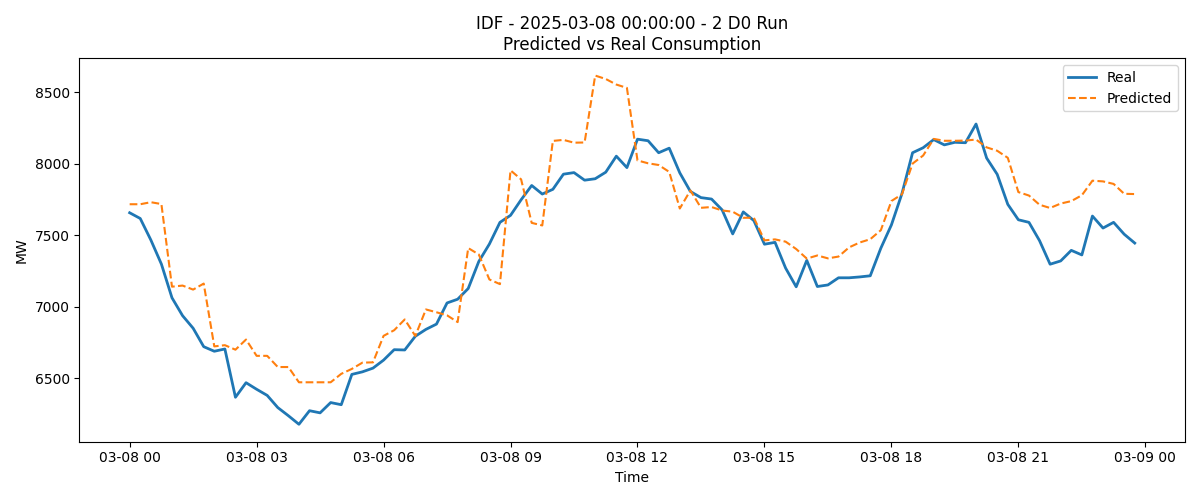 IDF - 2025-03-08 00:00:00 - 2 D0 Run
Predicted vs Real Consumption
Real
Predicted
MW
8500
8000
7500
7000
6500
03-08 00
03-08 03
03-08 06
03-08 09
03-08 12
03-08 15
03-08 18
03-08 21
03-09 00
Time